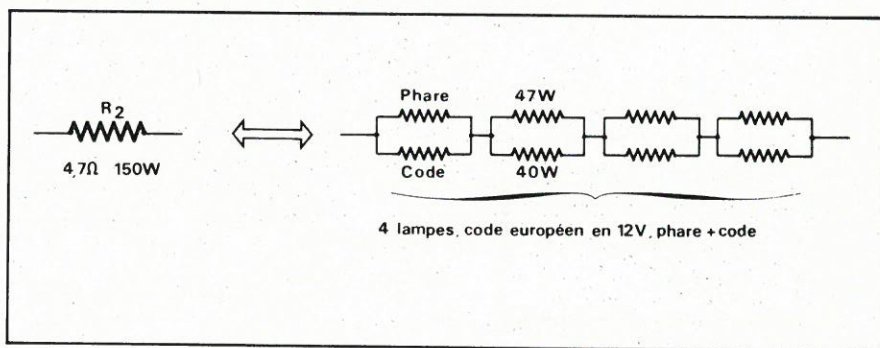 R2
4,7Ω 150W
Phare 47W
Code 40W
4 lampes, code européen en 12V, phare + code